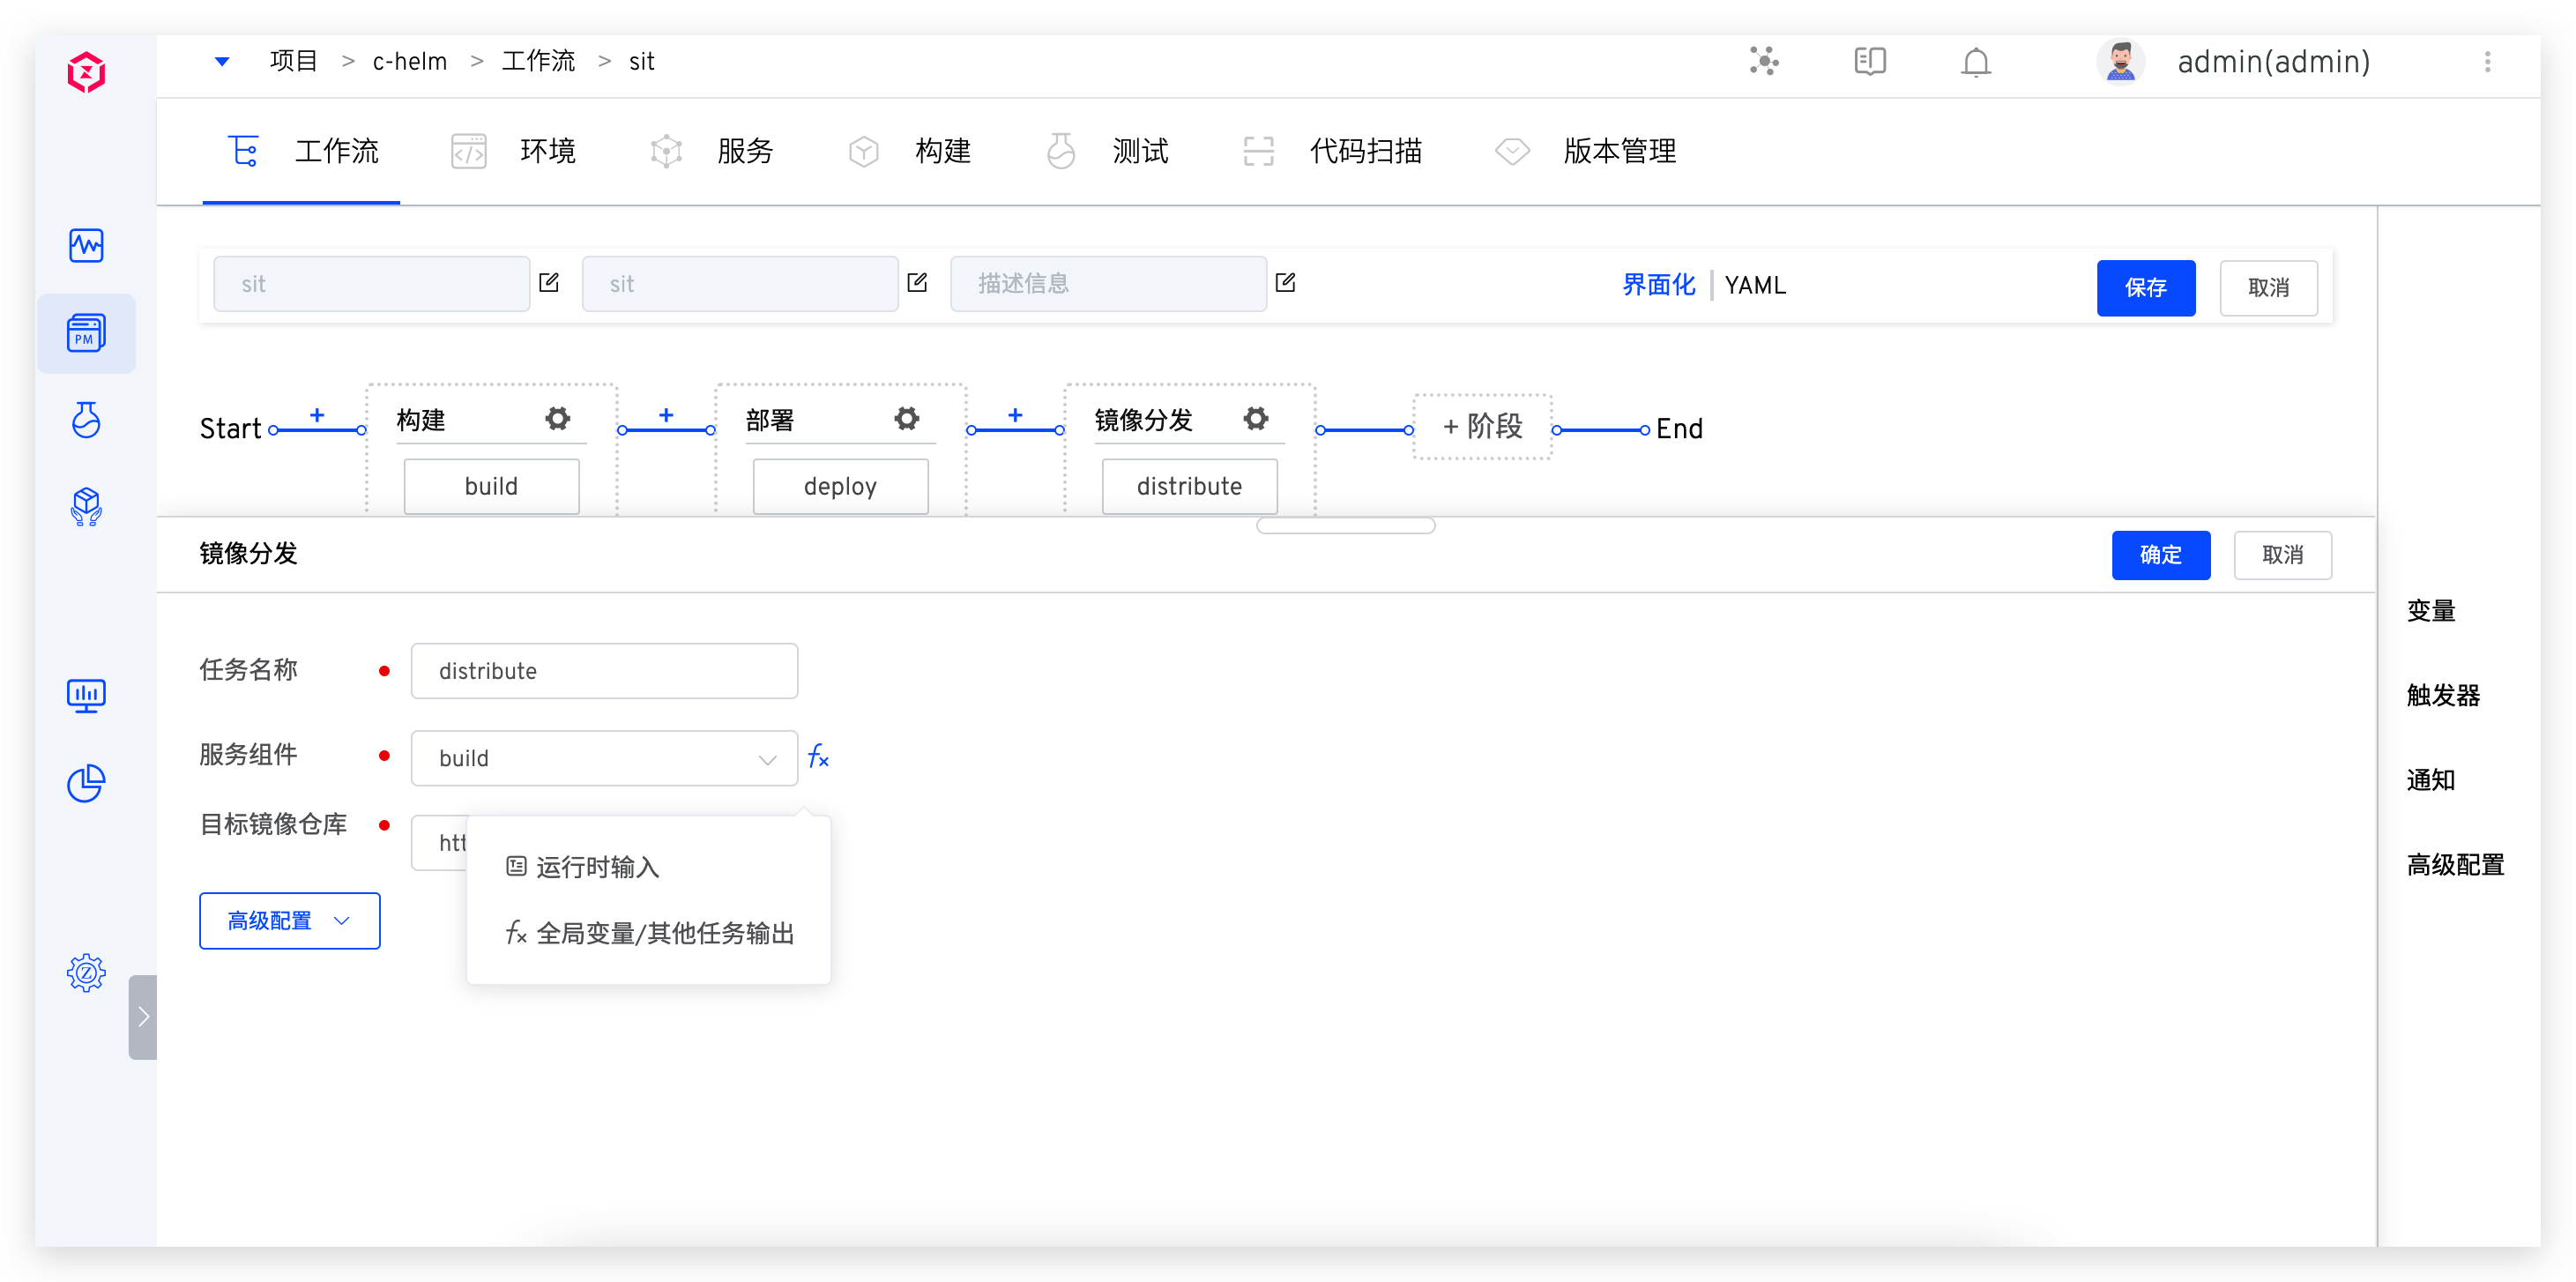 项目 > c-helm > 工作流 > sit
admin(admin)
工作流 环境 服务 构建 测试 代码扫描 版本管理
PM
sit sit 描述信息 界面化 | YAML 保存 取消
Start + 构建 + 部署 + 镜像分发 + 阶段 End
build deploy distribute
镜像分发 确定 取消
任务名称 distribute
服务组件 build fx
目标镜像仓库 htt
运行时输入
高级配置
fx 全局变量/其他任务输出
变量
触发器
通知
高级配置